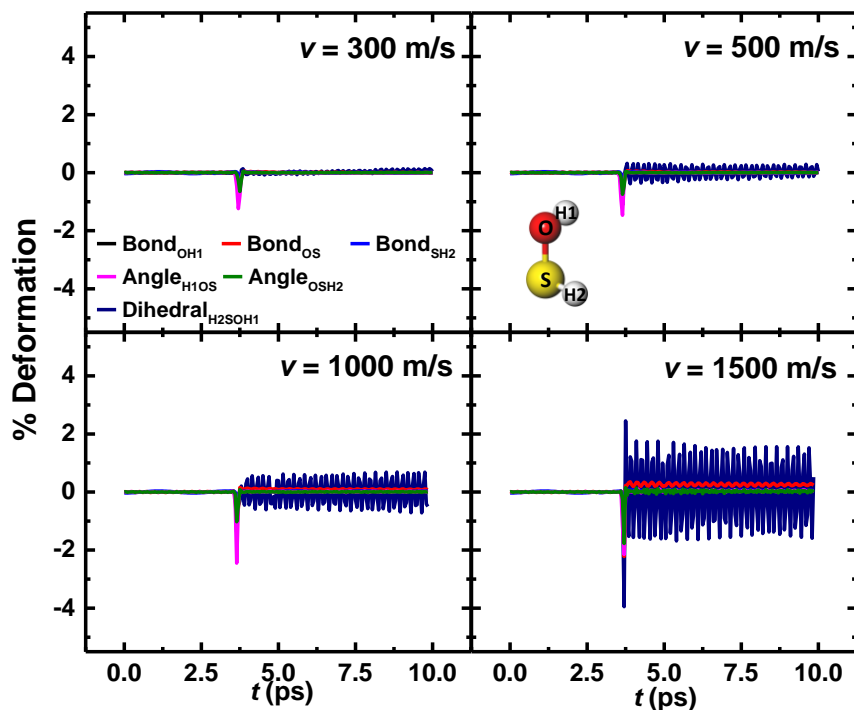 v = 300 m/s
v = 500 m/s
4
2
0
-2
-4
BondOH1 BondOS BondSH2
AngleH1OS AngleOSH2
DihedralH2SOH1
H1
O
S
H2
% Deformation
v = 1000 m/s
v = 1500 m/s
4
2
0
-2
-4
0.0 2.5 5.0 7.5 10.0
0.0 2.5 5.0 7.5 10.0
t (ps)
t (ps)